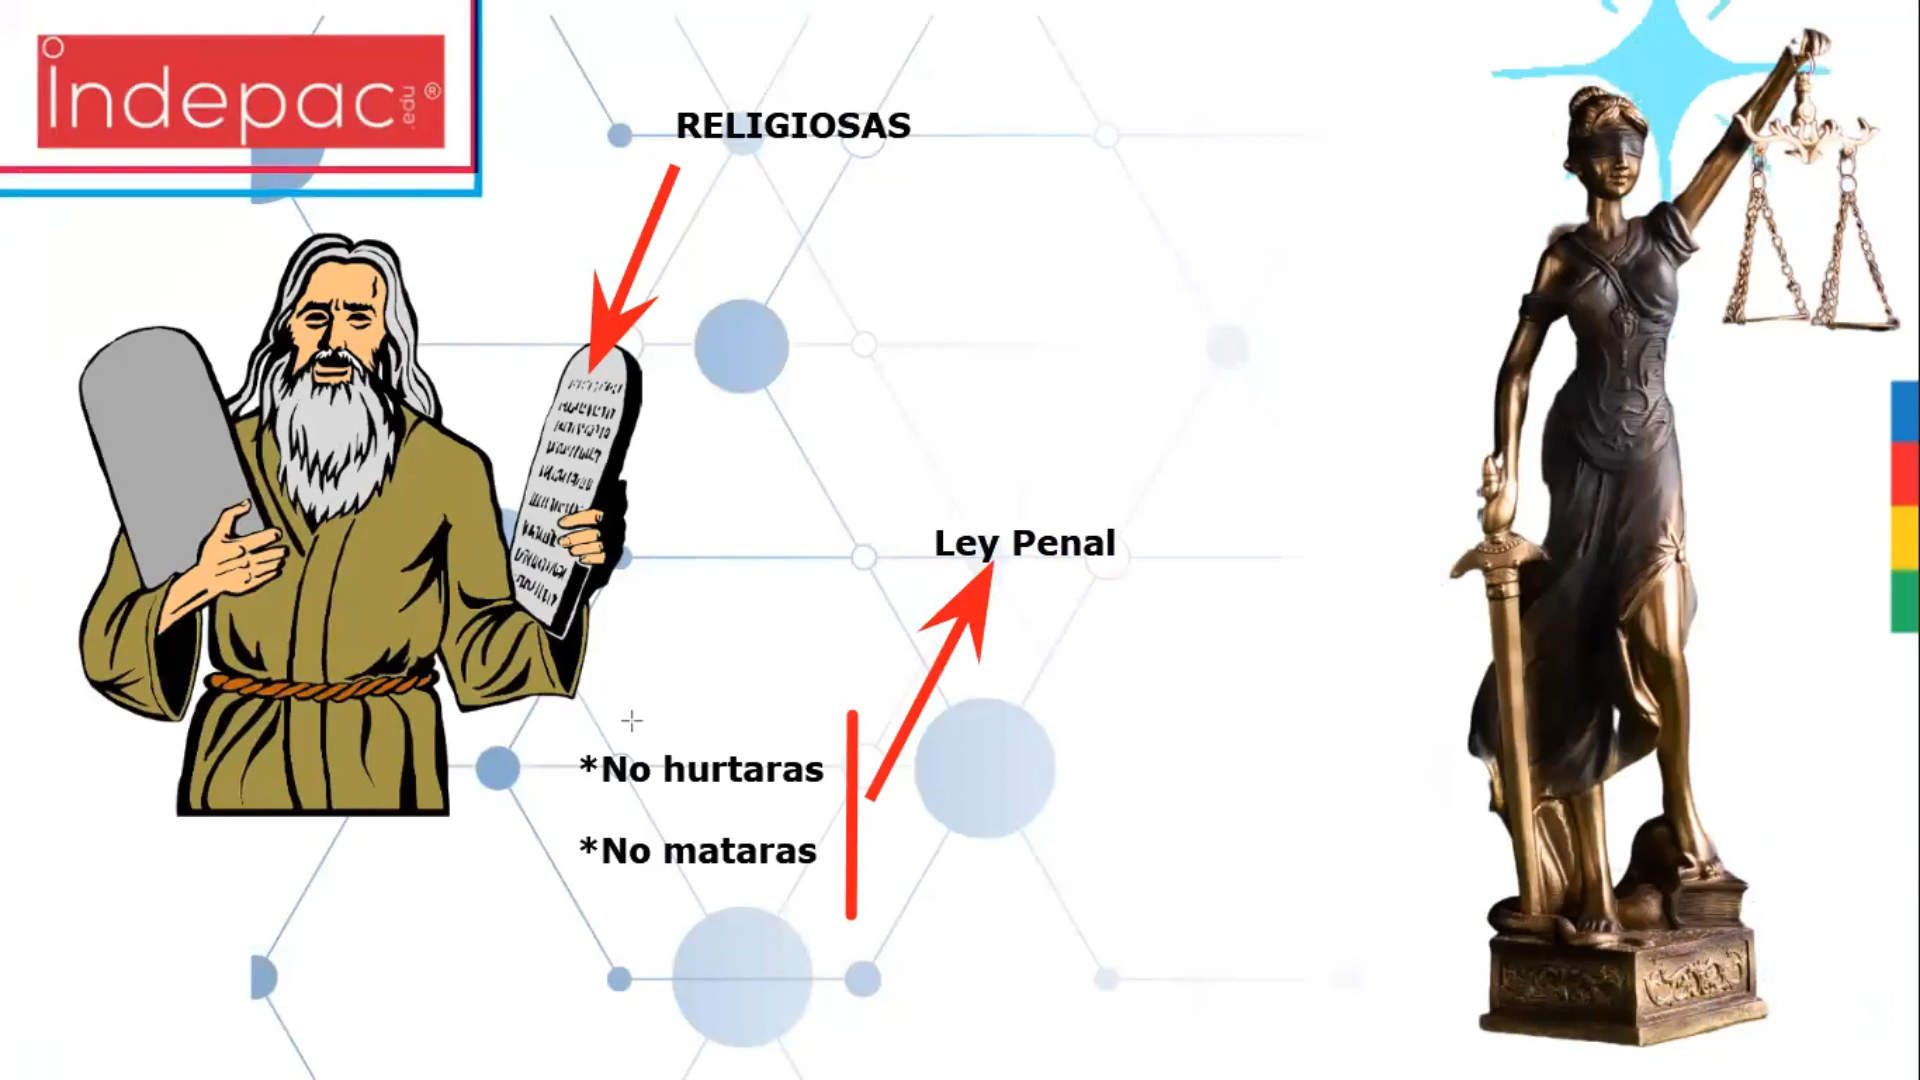 indepac.edu®
RELIGIOSAS
Ley Penal
*No hurtaras
*No mataras